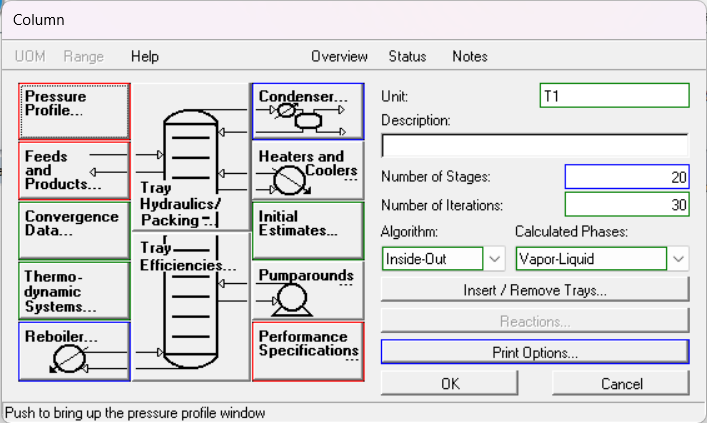 Column
UOM Range Help Overview Status Notes
Pressure
Profile...
Feeds
and
Products...
Convergence
Data...
Thermo-
dynamic
Systems...
Reboiler...
Tray
Hydraulics/
Packing ...
Tray
Efficiencies...
Condenser...
Heaters and
Coolers
...
Initial
Estimates...
Pumparounds
...
Performance
Specifications
...
Unit: T1
Description:
Number of Stages: 20
Number of Iterations: 30
Algorithm: Calculated Phases:
Inside-Out Vapor-Liquid
Insert / Remove Trays...
Reactions...
Print Options...
OK Cancel
Push to bring up the pressure profile window